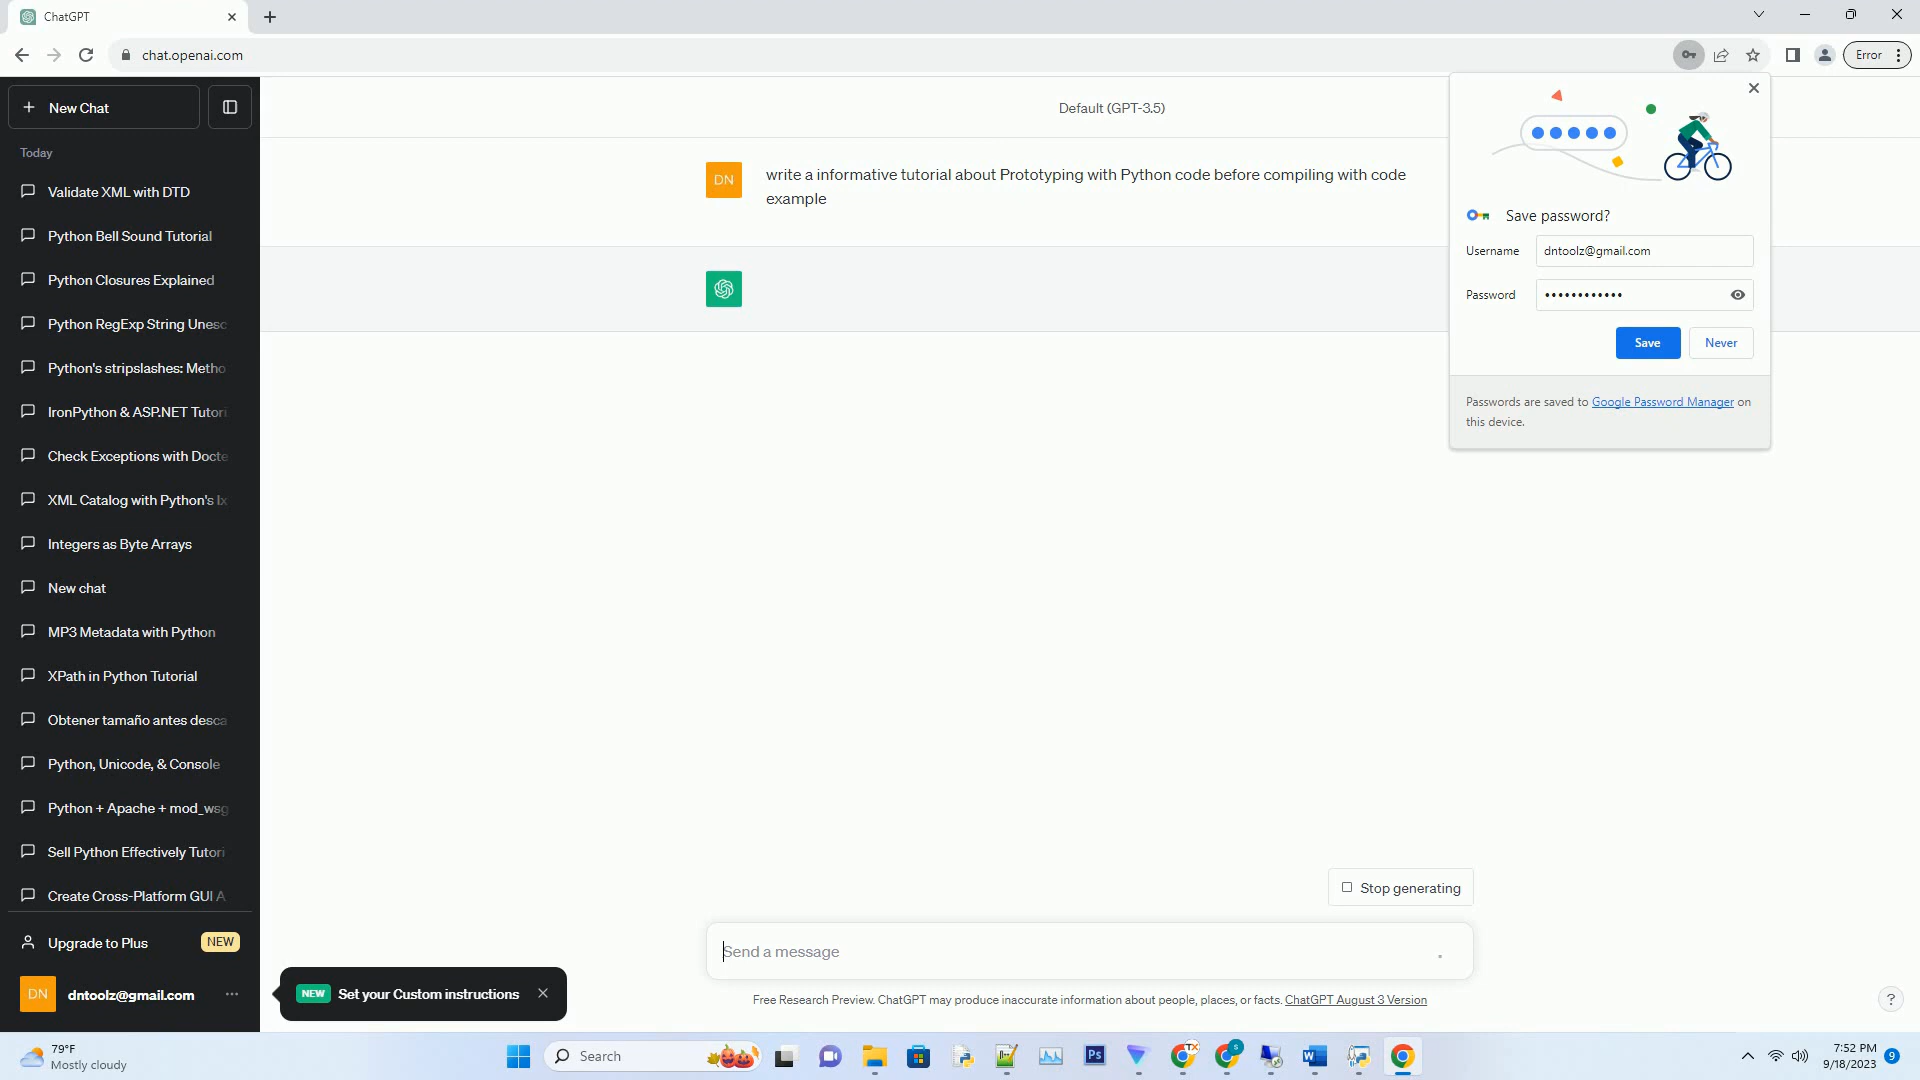 ChatGPT
chat.openai.com
Error
New Chat
Today
Validate XML with DTD
Python Bell Sound Tutorial
Python Closures Explained
Python RegExp String Unesc
Python's stripslashes: Metho
IronPython & ASP.NET Tutori
Check Exceptions with Docte
XML Catalog with Python's lx
Integers as Byte Arrays
New chat
MP3 Metadata with Python
XPath in Python Tutorial
Obtener tamaño antes desca
Python, Unicode, & Console
Python + Apache + mod_wsg
Sell Python Effectively Tutori
Create Cross-Platform GUI A
Upgrade to Plus NEW
DN dntoolz@gmail.com
Default (GPT-3.5)
DN
write a informative tutorial about Prototyping with Python code before compiling with code
example
Save password?
Username dntoolz@gmail.com
Password ••••••••••••
Save Never
Passwords are saved to Google Password Manager on
this device.
Stop generating
Send a message
NEW Set your Custom instructions
Free Research Preview. ChatGPT may produce inaccurate information about people, places, or facts. ChatGPT August 3 Version
?
79°F
Mostly cloudy
Search
Ps
TX
S
7:52 PM
9/18/2023
9